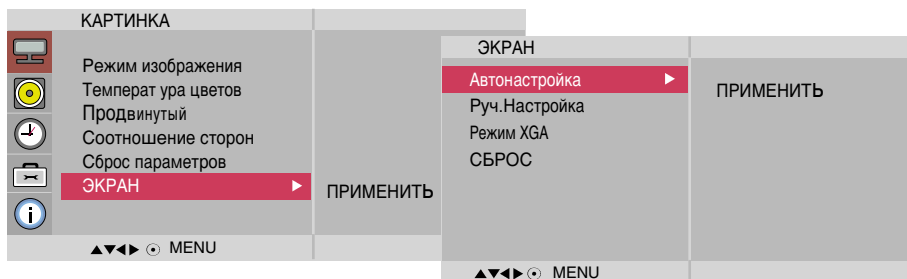 КАРТИНКА
Режим изображения
Температ ура цветов
Продвинутый
Соотношение сторон
Сброс параметров
ЭКРАН
ПРИМЕНИТЬ
MENU
ЭКРАН
Автонастройка
ПРИМЕНИТЬ
Руч.Настройка
Режим XGA
СБРОС
MENU